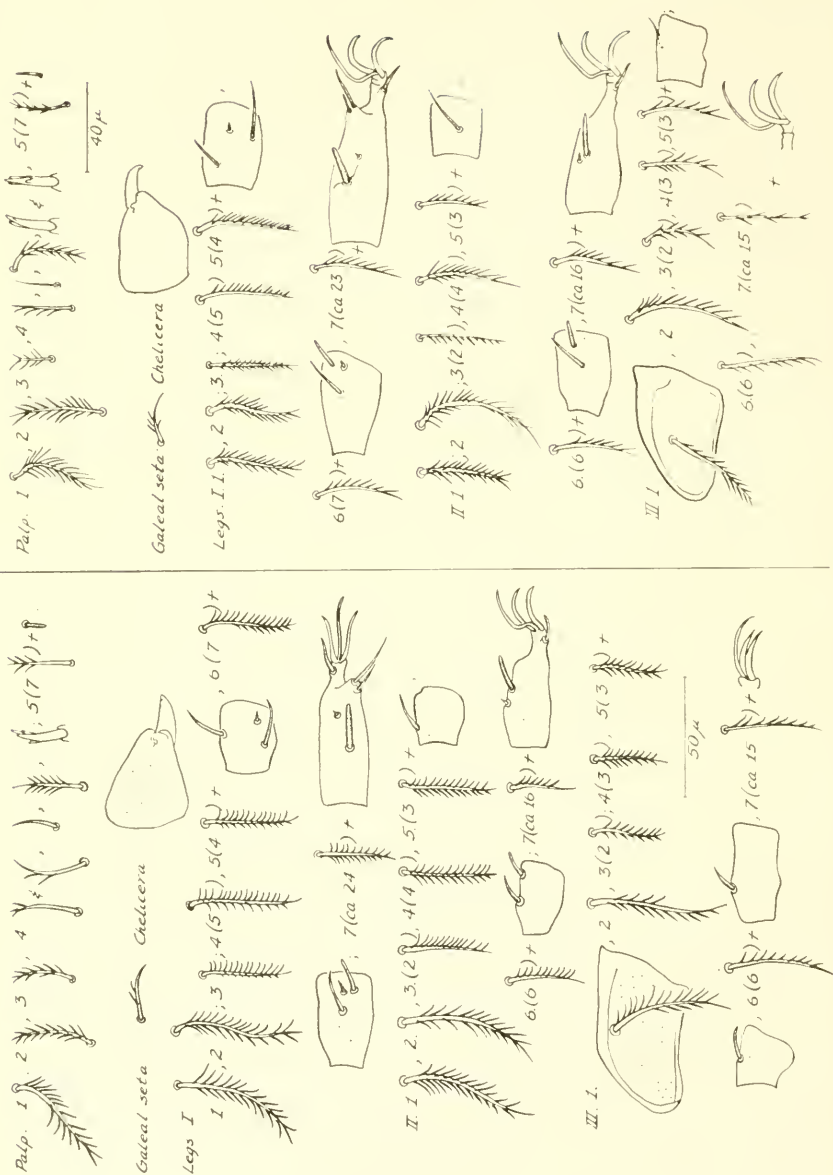 Palp. 1 . 2 , 3 , 4 & , , ; 5(7 )+
Galeal seta Chelicera
Legs I
1 , 2 ; 3 ; 4(5 ), 5(4 )+ , 6(7 )+
; 7(ca 24 )+
II. 1 , 2. , 3.(2 ), 4(4 ), 5.(3 )+
6.(6 )+ ; 7(ca 16 )+
III. 1. , 2 , 3(2 ); 4(3 ), 5(3 )+
50 μ
, 6(6 )+ , 7(ca 15 )+
Palp. 1 2 , 3 , 4 , , & , 5(7 )+
40 μ
Galeal seta: Chelicera
Legs. I 1. , 2 ; 3 ; 4(5 ) 5(4 )+
6(7 )+ , 7(ca 23 )+
II 1 ; 2 ; 3(2 ), 4(4 ), 5(3 )+
6.(6 )+ , 7(ca 16 )+
III 1 , 2 , 3(2 ), 4(3 ), 5(3 )+
6.(6 ), 7.(ca 15 ) +